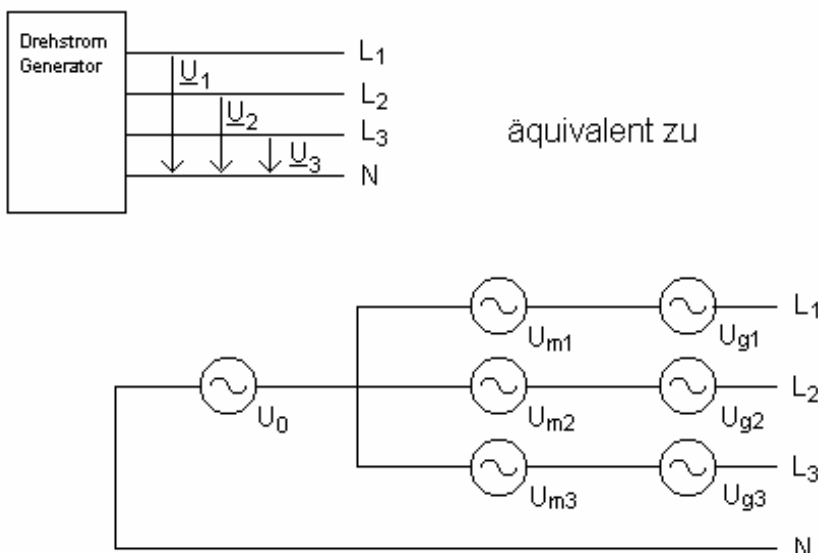 Drehstrom
Generator
L1
U1
L2
U2
L3
U3
N
äquivalent zu
L1
Um1
Ug1
L2
U0
Um2
Ug2
L3
Um3
Ug3
N